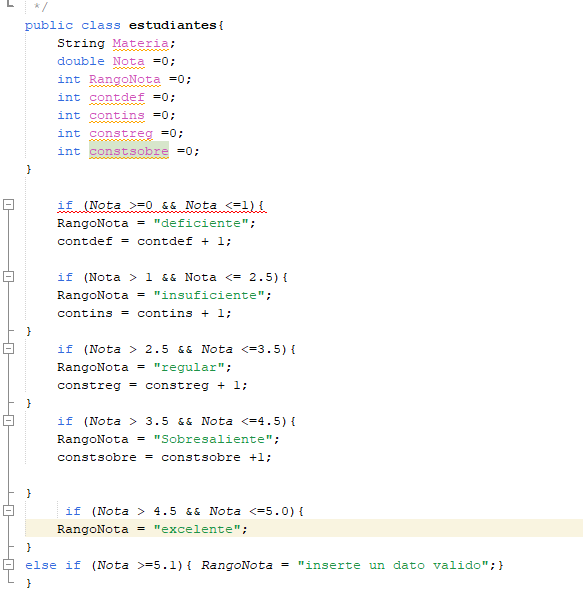 */
public class estudiantes{
String Materia;
double Nota =0;
int RangoNota =0;
int contdef =0;
int contins =0;
int constreg =0;
int constsobre =0;
}
if (Nota >=0 && Nota <=1){
RangoNota = "deficiente";
contdef = contdef + 1;
if (Nota > 1 && Nota <= 2.5){
RangoNota = "insuficiente";
contins = contins + 1;
}
if (Nota > 2.5 && Nota <=3.5){
RangoNota = "regular";
constreg = constreg + 1;
}
if (Nota > 3.5 && Nota <=4.5){
RangoNota = "Sobresaliente";
constsobre = constsobre +1;
}
if (Nota > 4.5 && Nota <=5.0){
RangoNota = "excelente";
}
else if (Nota >=5.1){ RangoNota = "inserte un dato valido";}
}